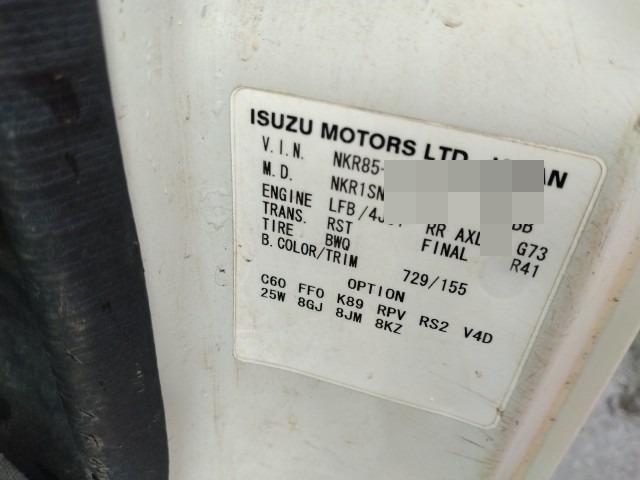 ISUZU MOTORS LTD
V.I.N. NKR85-
M.D. NKR1SN
ENGINE LFB/4J
TRANS. RST RR AXL G73
TIRE BWQ FINAL R41
B.COLOR/TRIM 729/155
OPTION
C60 FF0 K89 RPV RS2 V4D
25W 8GJ 8JM 8KZ